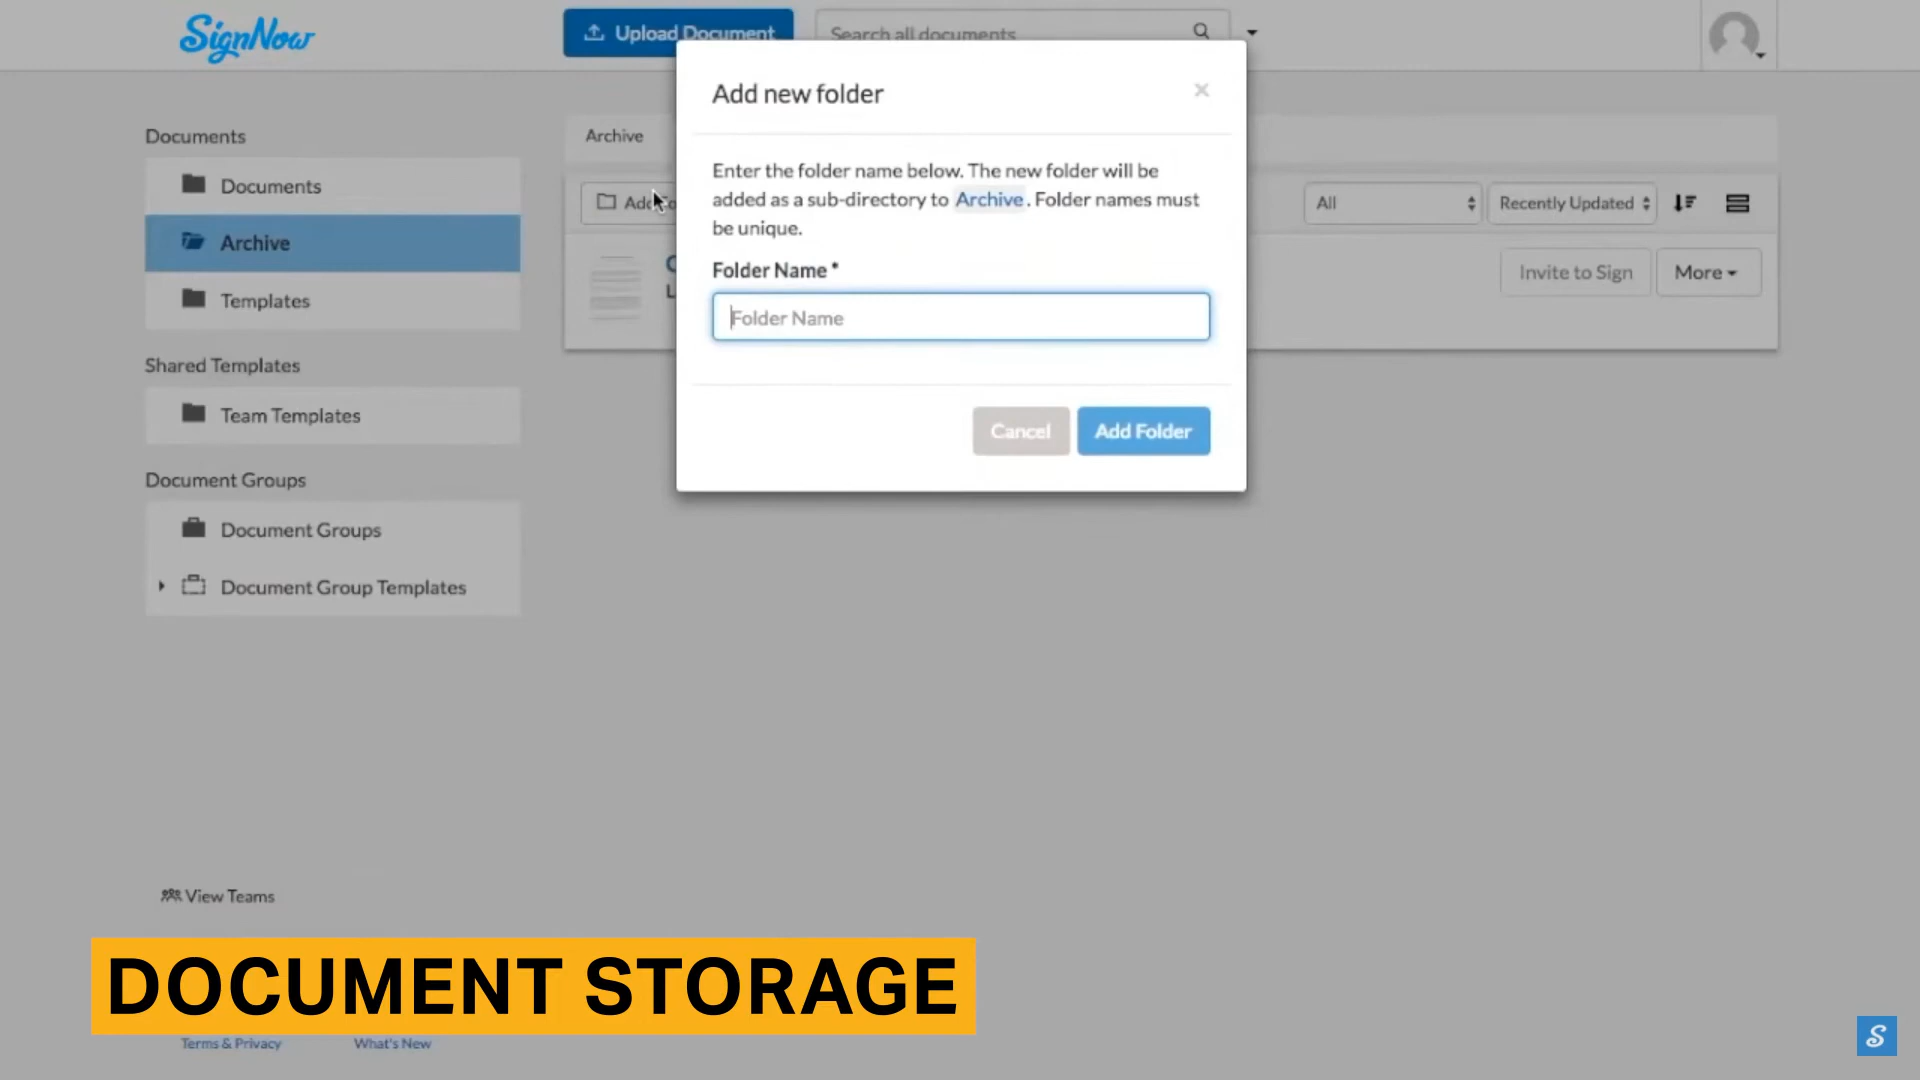 SignNow
Upload Document
Search all documents
Add new folder
×
Documents
Archive
Enter the folder name below. The new folder will be
added as a sub-directory to Archive. Folder names must
be unique.
Documents
Add
All
Recently Updated
Archive
Invite to Sign
More
Folder Name *
Folder Name
Templates
Shared Templates
Team Templates
Cancel
Add Folder
Document Groups
Document Groups
Document Group Templates
View Teams
DOCUMENT STORAGE
Terms & Privacy
What's New
S